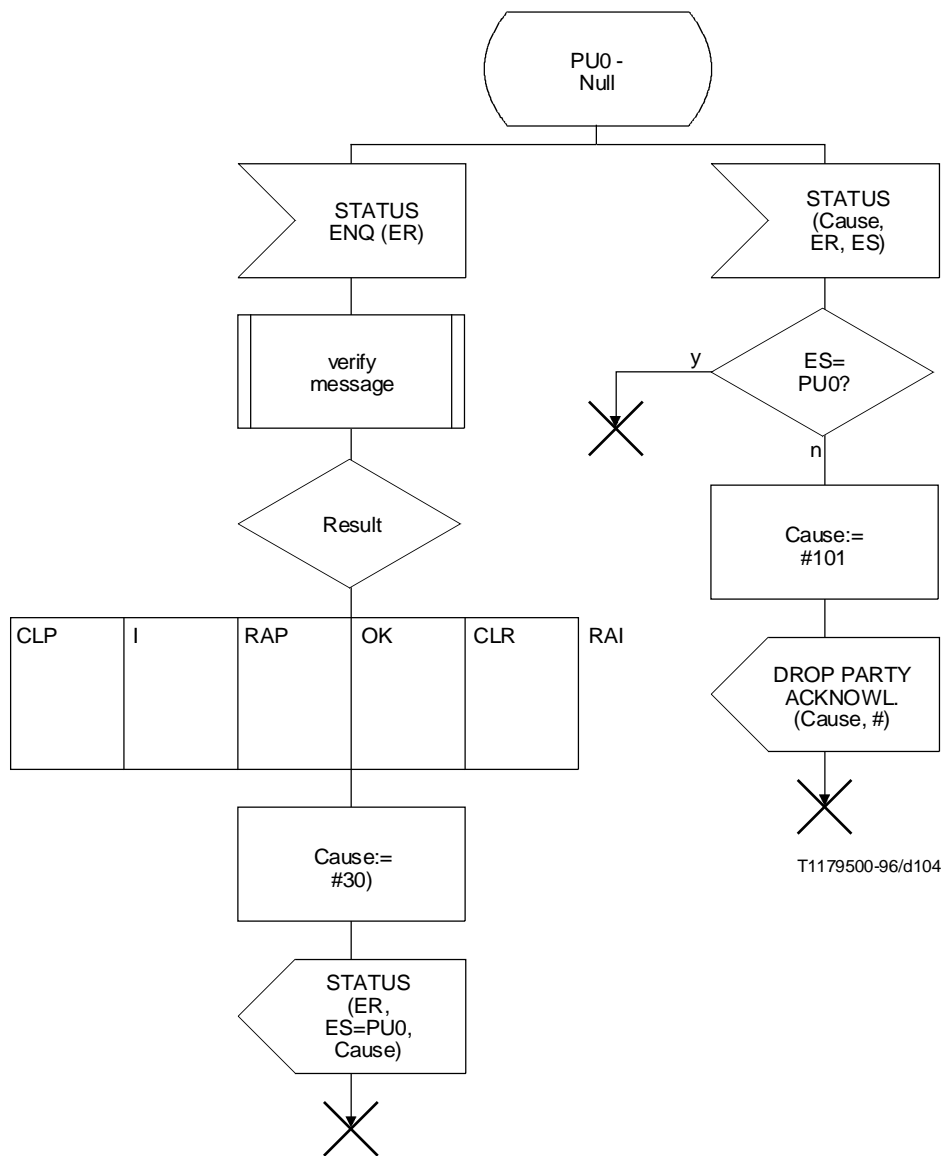 PU0 -
Null
STATUS
ENQ (ER)
STATUS
(Cause,
ER, ES)
verify
message
y
ES=
PU0?
n
Result
Cause:=
#101
CLP
I
RAP
OK
CLR
RAI
DROP PARTY
ACKNOWL.
(Cause, #)
Cause:=
#30)
T1179500-96/d104
STATUS
(ER,
ES=PU0,
Cause)